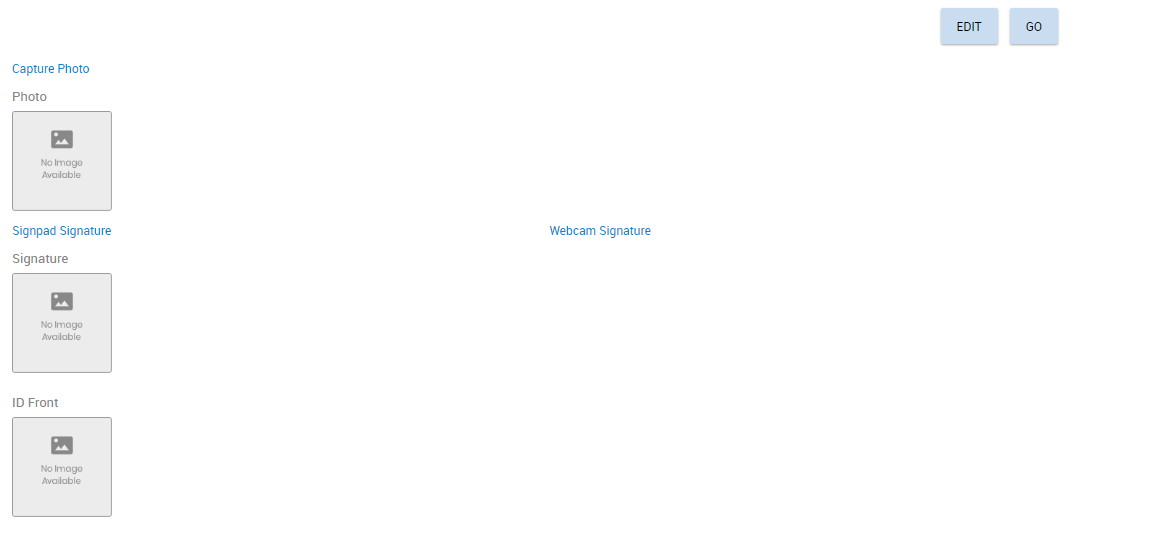 EDIT GO
Capture Photo
Photo
No Image
Available
Signpad Signature Webcam Signature
Signature
No Image
Available
ID Front
No Image
Available